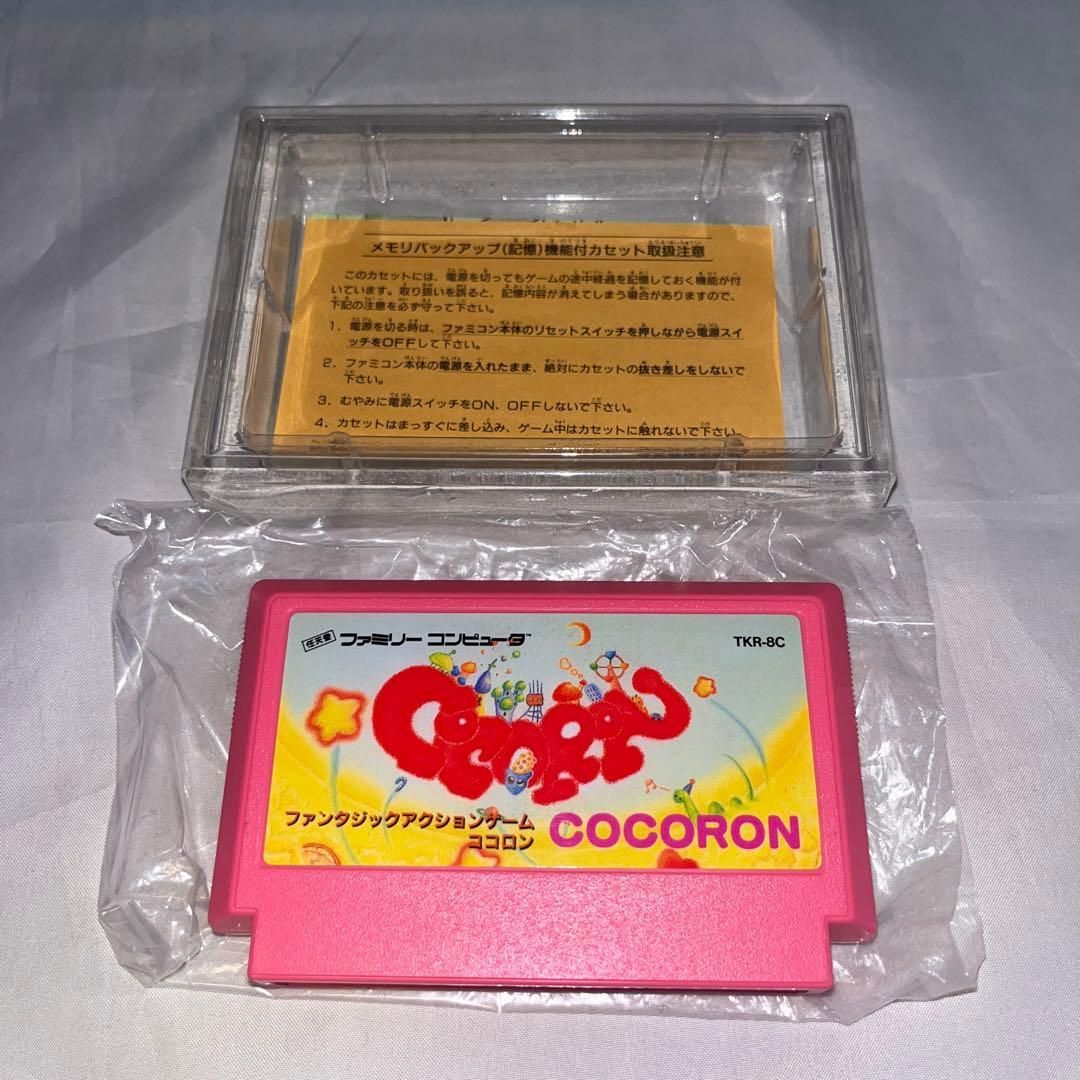 メモリバックアップ(記憶)機能付カセット取扱注意
このカセットには、電源を切ってもゲームの途中経過を記憶しておく機能が付
いています。取り扱いを誤ると、記憶内容が消えてしまう場合がありますので、
下記の注意を必ず守って下さい。
1. 電源を切る時は、ファミコン本体のリセットスイッチを押しながら電源スイ
ッチをOFFして下さい。
2. ファミコン本体の電源を入れたまま、絶対にカセットの抜き差しをしないで
下さい。
3. むやみに電源スイッチをON、OFFしないで下さい。
4. カセットはまっすぐに差し込み、ゲーム中はカセットに触れないで下さい。
任天堂 ファミリー コンピュータ™ TKR-8C
COCORON
ファンタジックアクションゲーム
ココロン COCORON